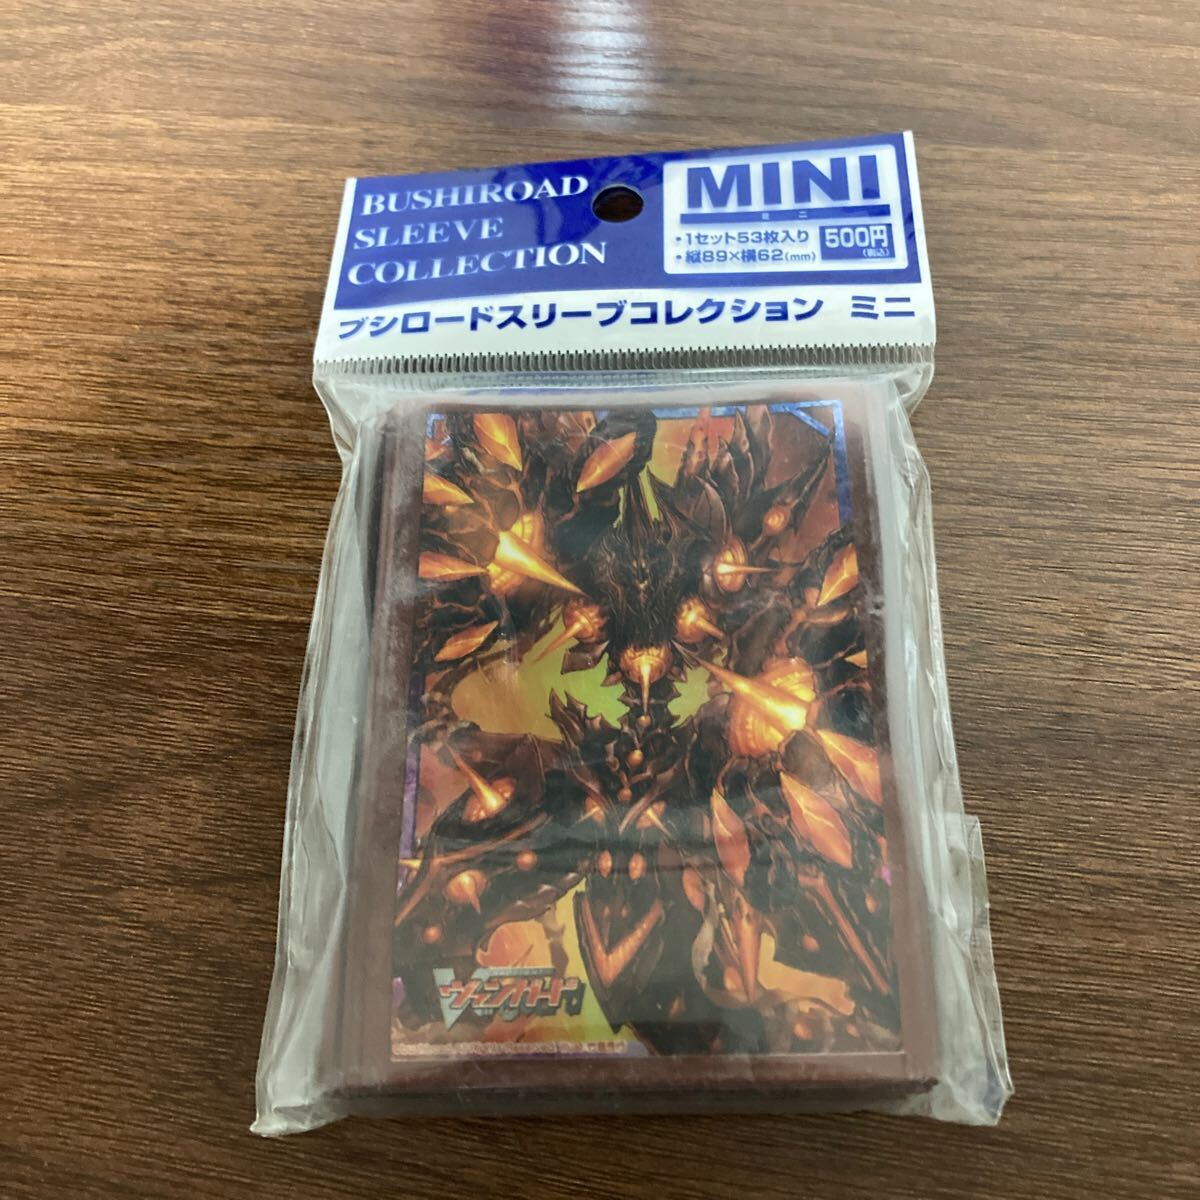 BUSHIROAD
SLEEVE
COLLECTION
MINI
ミニ
・1セット53枚入り
・縦89×横62(mm)
500円
(税込)
ブシロードスリーブコレクション ミニ
ヴァンガード